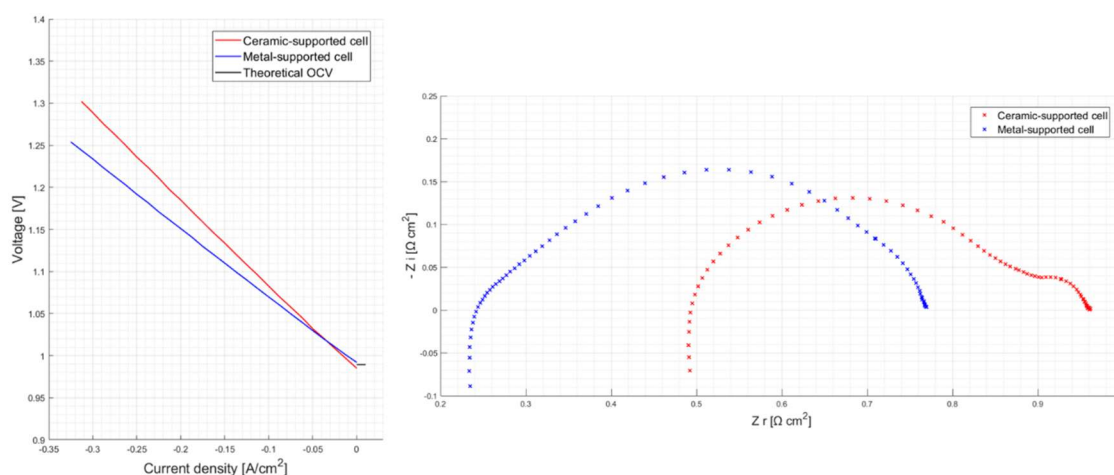 1.4
1.35
1.3
1.25
1.2
1.15
1.1
1.05
1
0.95
0.9
Voltage [V]
Ceramic-supported cell
Metal-supported cell
Theoretical OCV
-0.35 -0.3 -0.25 -0.2 -0.15 -0.1 -0.05 0
Current density [A/cm²]
0.25
0.2
0.15
0.1
0.05
0
-0.05
-0.1
- Z i [Ω cm²]
Ceramic-supported cell
Metal-supported cell
0.2 0.3 0.4 0.5 0.6 0.7 0.8 0.9
Z r [Ω cm²]